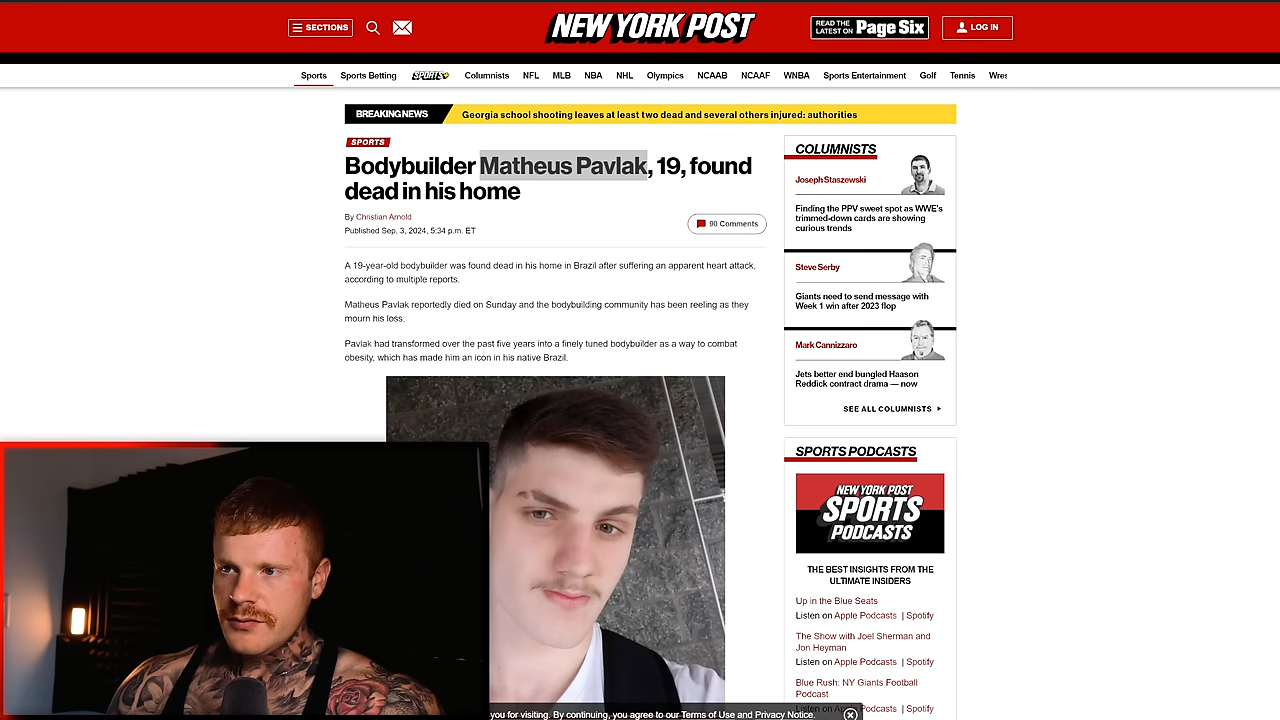 SECTIONS
NEW YORK POST
READ THE LATEST ON Page Six
LOG IN
Sports Sports Betting SPORTS+ Columnists NFL MLB NBA NHL Olympics NCAAB NCAAF WNBA Sports Entertainment Golf Tennis Wres
BREAKING NEWS
Georgia school shooting leaves at least two dead and several others injured: authorities
SPORTS
Bodybuilder Matheus Pavlak, 19, found
dead in his home
By Christian Arnold
Published Sep. 3, 2024, 5:34 p.m. ET
90 Comments
A 19-year-old bodybuilder was found dead in his home in Brazil after suffering an apparent heart attack,
according to multiple reports.
Matheus Pavlak reportedly died on Sunday and the bodybuilding community has been reeling as they
mourn his loss.
Pavlak had transformed over the past five years into a finely tuned bodybuilder as a way to combat
obesity, which has made him an icon in his native Brazil.
COLUMNISTS
Joseph Staszewski
Finding the PPV sweet spot as WWE's
trimmed-down cards are showing
curious trends
Steve Serby
Giants need to send message with
Week 1 win after 2023 flop
Mark Cannizzaro
Jets better end bungled Haason
Reddick contract drama — now
SEE ALL COLUMNISTS
SPORTS PODCASTS
NEW YORK POST
SPORTS
PODCASTS
THE BEST INSIGHTS FROM THE
ULTIMATE INSIDERS
Up in the Blue Seats
Listen on Apple Podcasts | Spotify
The Show with Joel Sherman and
Jon Heyman
Listen on Apple Podcasts | Spotify
Blue Rush: NY Giants Football
Podcast
Listen on Apple Podcasts | Spotify
you for visiting. By continuing, you agree to our Terms of Use and Privacy Notice.